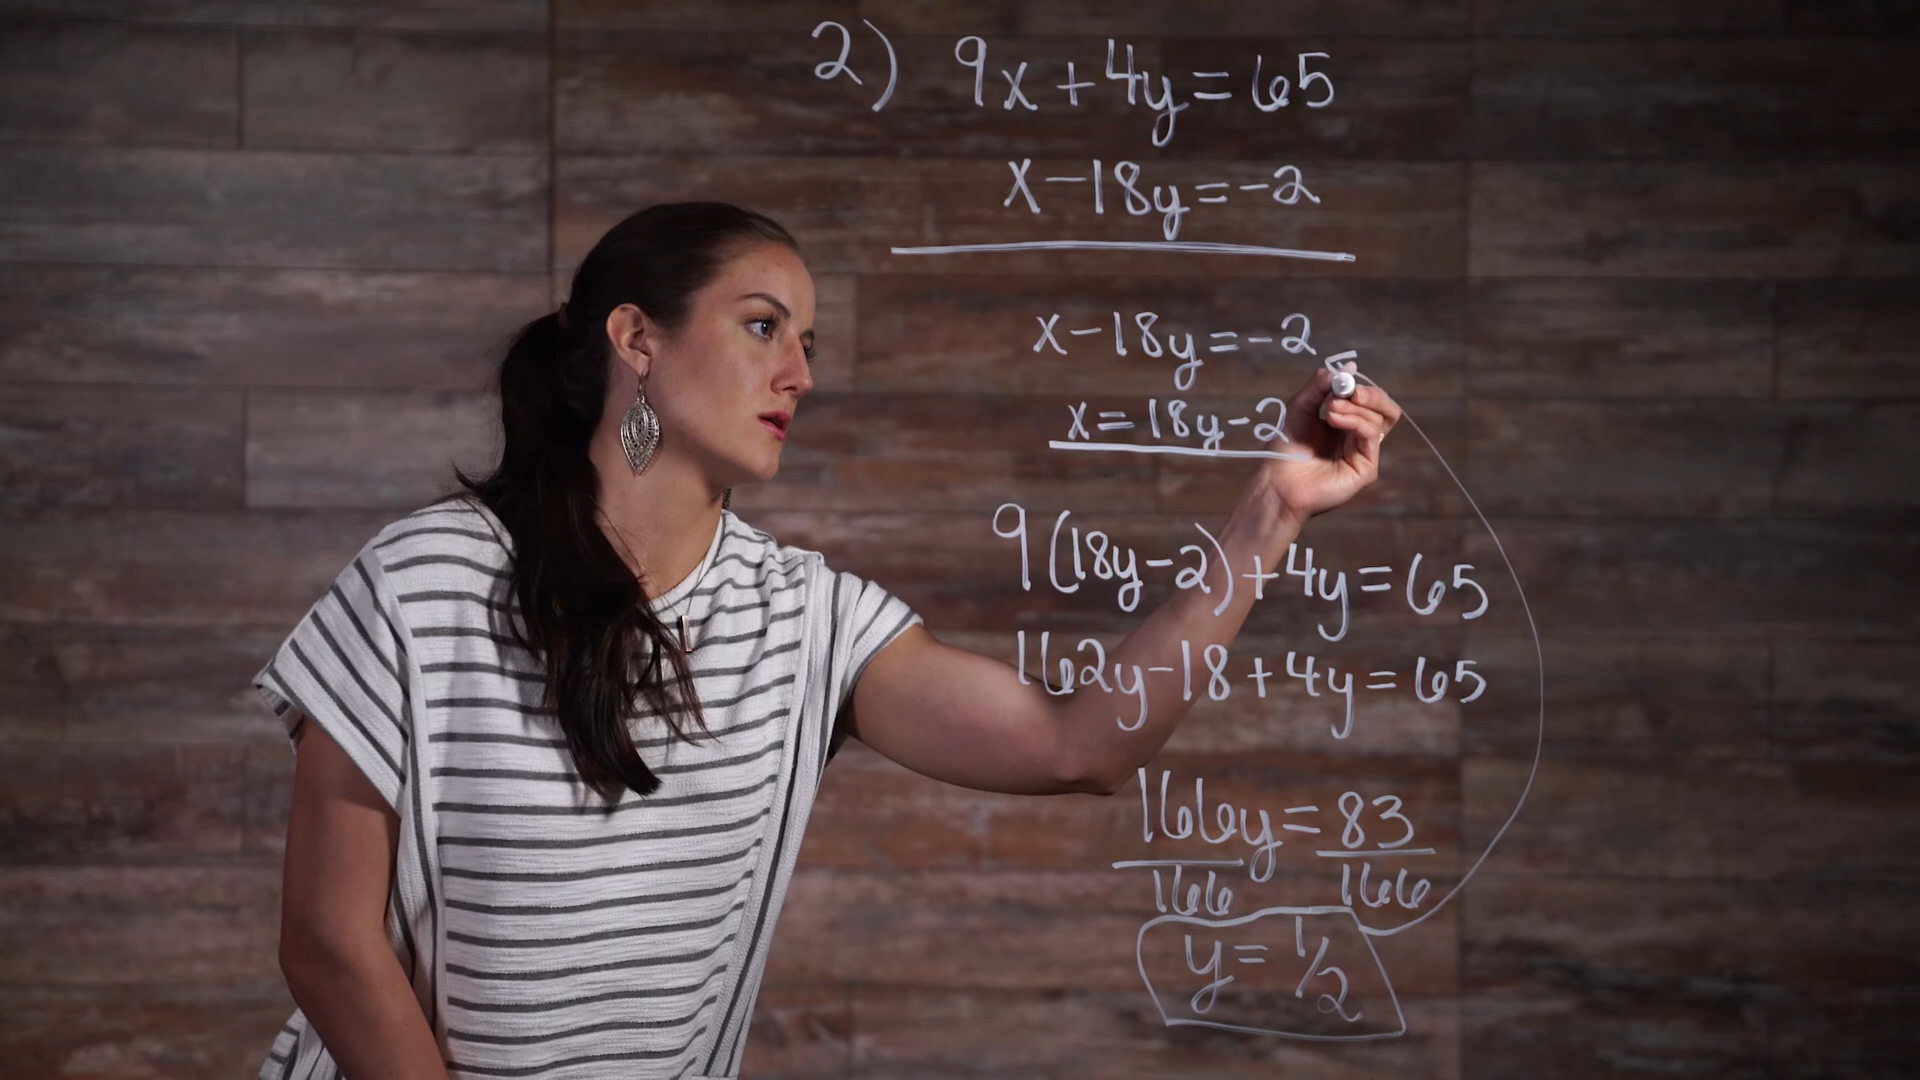 2) 9x+4y=65
x-18y=-2
x-18y=-2
x=18y-2
9(18y-2)+4y=65
162y-18+4y=65
166y=83
166 166
y=1/2